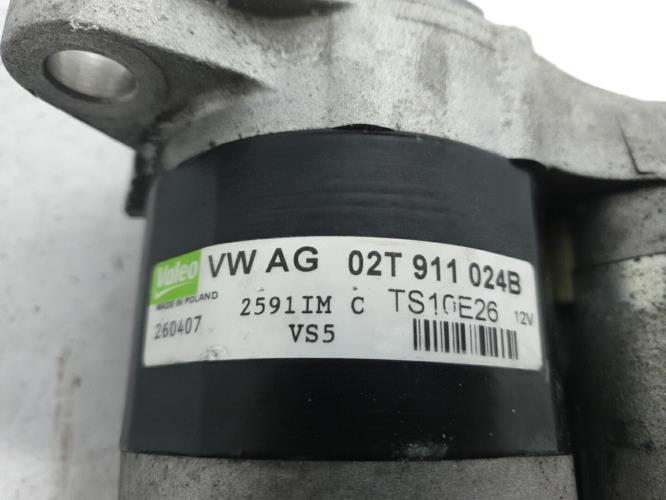 Valeo VW AG 02T 911 024B
MADE IN POLAND
2591IM C TS10E26 12V
260407
VS5